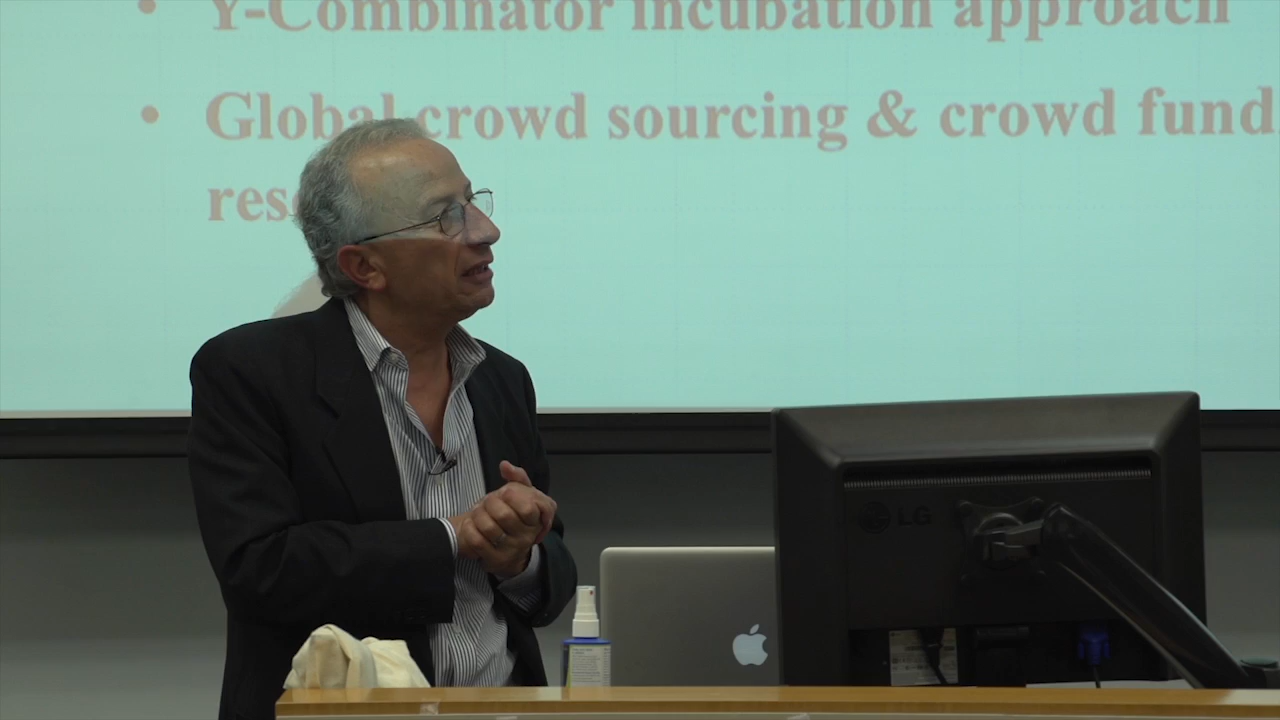 • Y-Combinator incubation approach
• Global crowd sourcing & crowd fund
res
LG